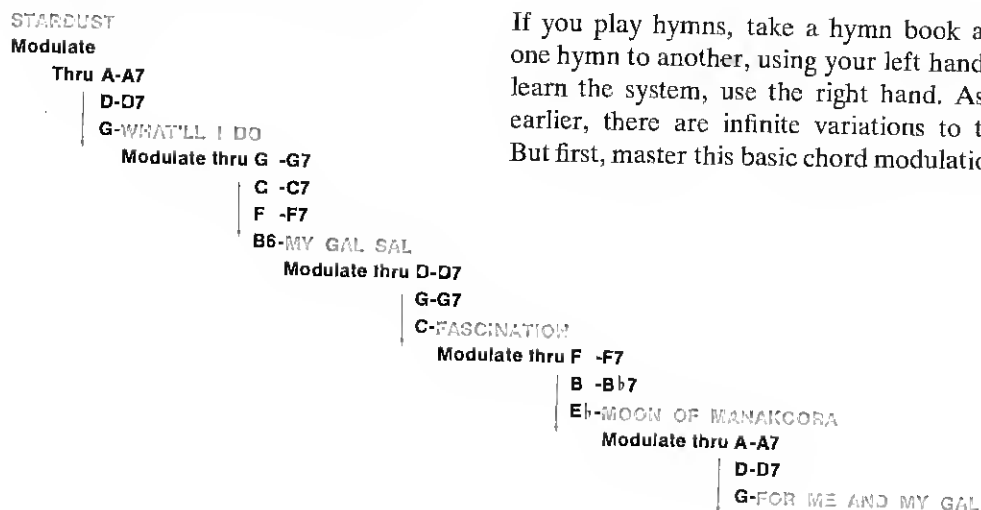 STARDUST
Modulate
Thru A-A7
D-D7
G-WHAT'LL I DO
Modulate thru G -G7
C -C7
F -F7
B6-MY GAL SAL
Modulate thru D-D7
G-G7
C-FASCINATION
Modulate thru F -F7
B -B♭7
E♭-MOON OF MANAKOORA
Modulate thru A-A7
D-D7
G-FOR ME AND MY GAL
If you play hymns, take a hymn book a
one hymn to another, using your left hand
learn the system, use the right hand. As
earlier, there are infinite variations to t
But first, master this basic chord modulatio